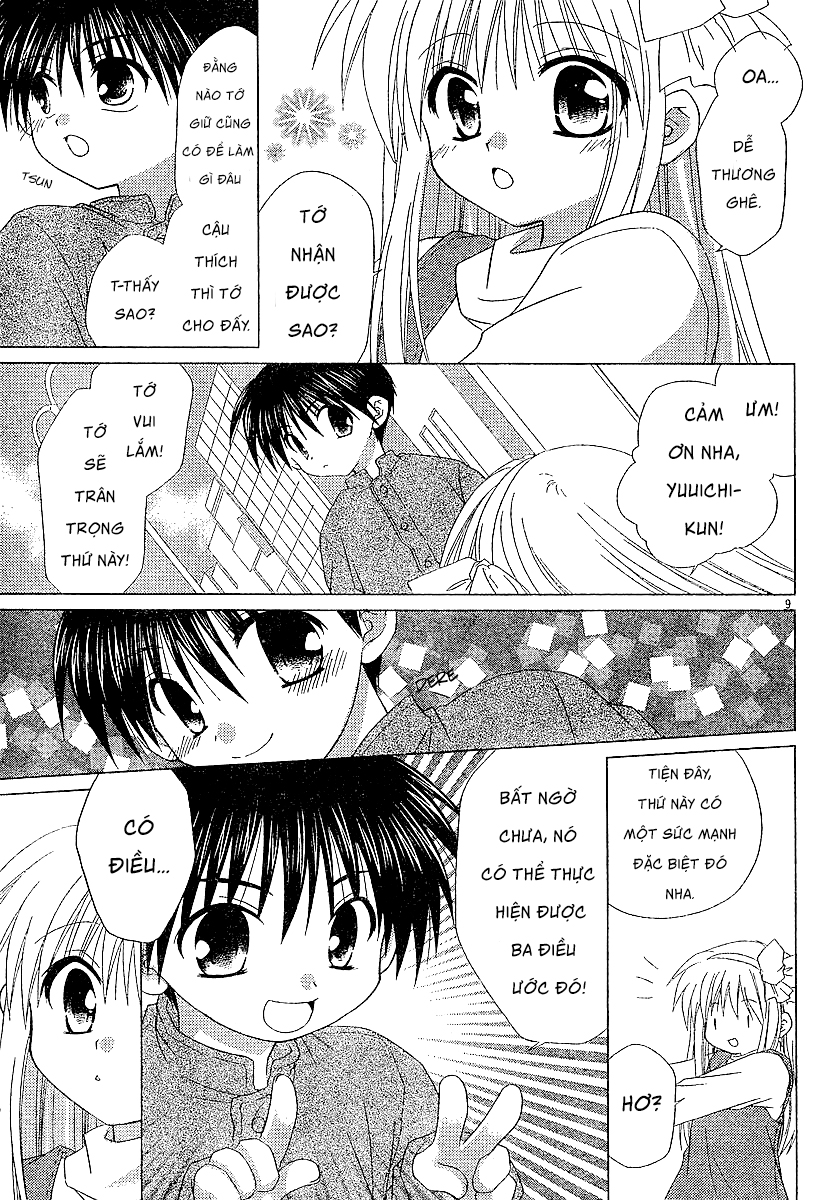 OA...
DỄ
THƯƠNG
GHÊ.
TỚ
NHẬN
ĐƯỢC
SAO?
ĐẰNG
NÀO TỚ
GIỮ CŨNG
CÓ ĐỂ LÀM
GÌ ĐÂU
CẬU
THÍCH
THÌ TỚ
CHO ĐẤY.
T-THẤY
SAO?
TSUN
ƯM!
CẢM
ƠN NHA,
YUUICHI-
KUN!
TỚ
VUI
LẮM!
TỚ
SẼ
TRÂN
TRỌNG
THỨ NÀY!
9
DERE
TIỆN ĐÂY,
THỨ NÀY CÓ
MỘT SỨC MẠNH
ĐẶC BIỆT ĐÓ
NHA.
HƠ?
BẤT NGỜ
CHƯA, NÓ
CÓ THỂ THỰC
HIỆN ĐƯỢC
BA ĐIỀU
ƯỚC ĐÓ!
CÓ
ĐIỀU...